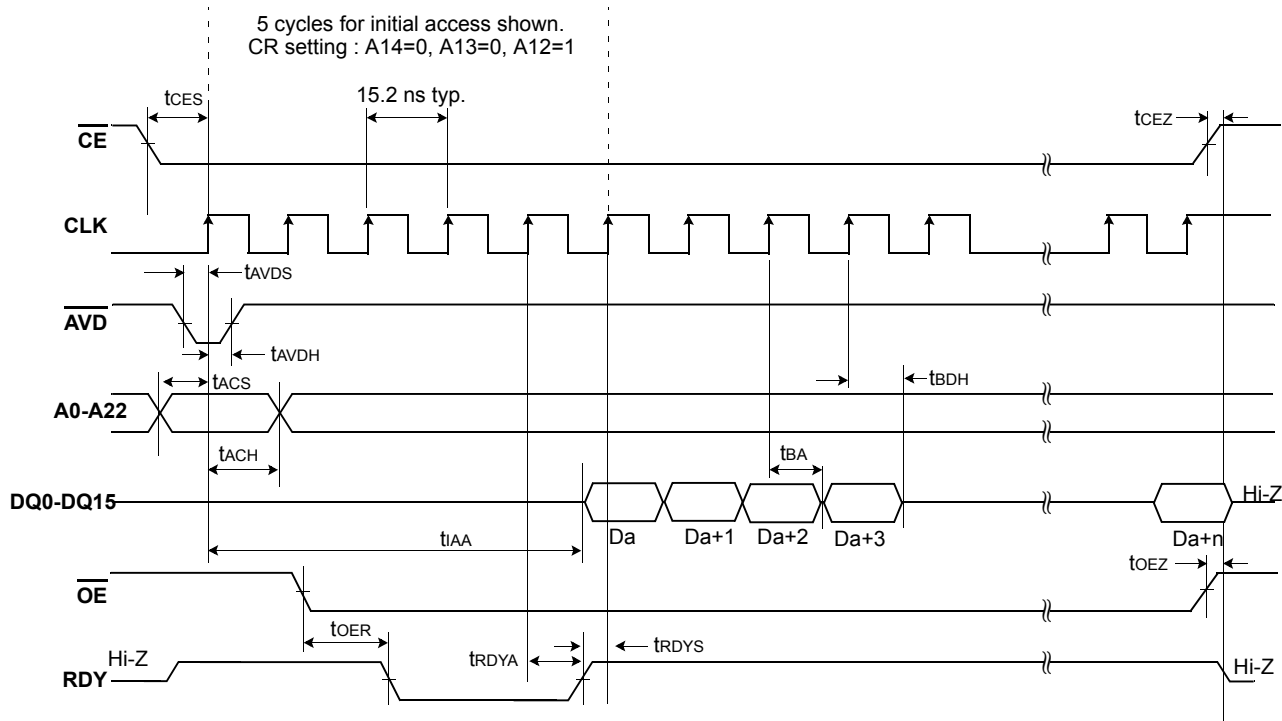 5 cycles for initial access shown.
CR setting : A14=0, A13=0, A12=1
tCES
15.2 ns typ.
tCEZ
CE
CLK
tAVDS
AVD
tAVDH
tACS
tBDH
A0-A22
tACH
tBA
DQ0-DQ15
Hi-Z
tIAA
Da
Da+1
Da+2
Da+3
Da+n
tOEZ
OE
tOER
tRDYA
tRDYS
Hi-Z
Hi-Z
RDY